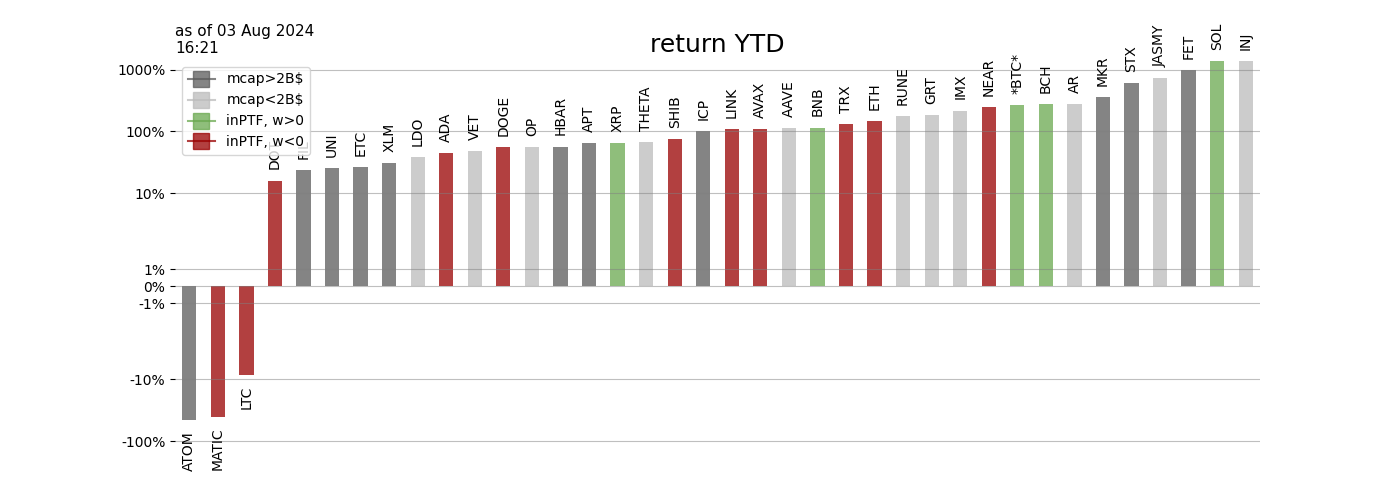 as of 03 Aug 2024
16:21
return YTD
mcap>2B$
mcap<2B$
inPTF, w>0
inPTF, w<0
1000%
100%
10%
1%
0%
-1%
-10%
-100%
ATOM
MATIC
LTC
UNI
ETC
XLM
LDO
ADA
VET
DOGE
OP
HBAR
APT
XRP
THETA
SHIB
ICP
LINK
AVAX
AAVE
BNB
TRX
ETH
RUNE
GRT
IMX
NEAR
*BTC*
BCH
AR
MKR
STX
JASMY
FET
SOL
INJ